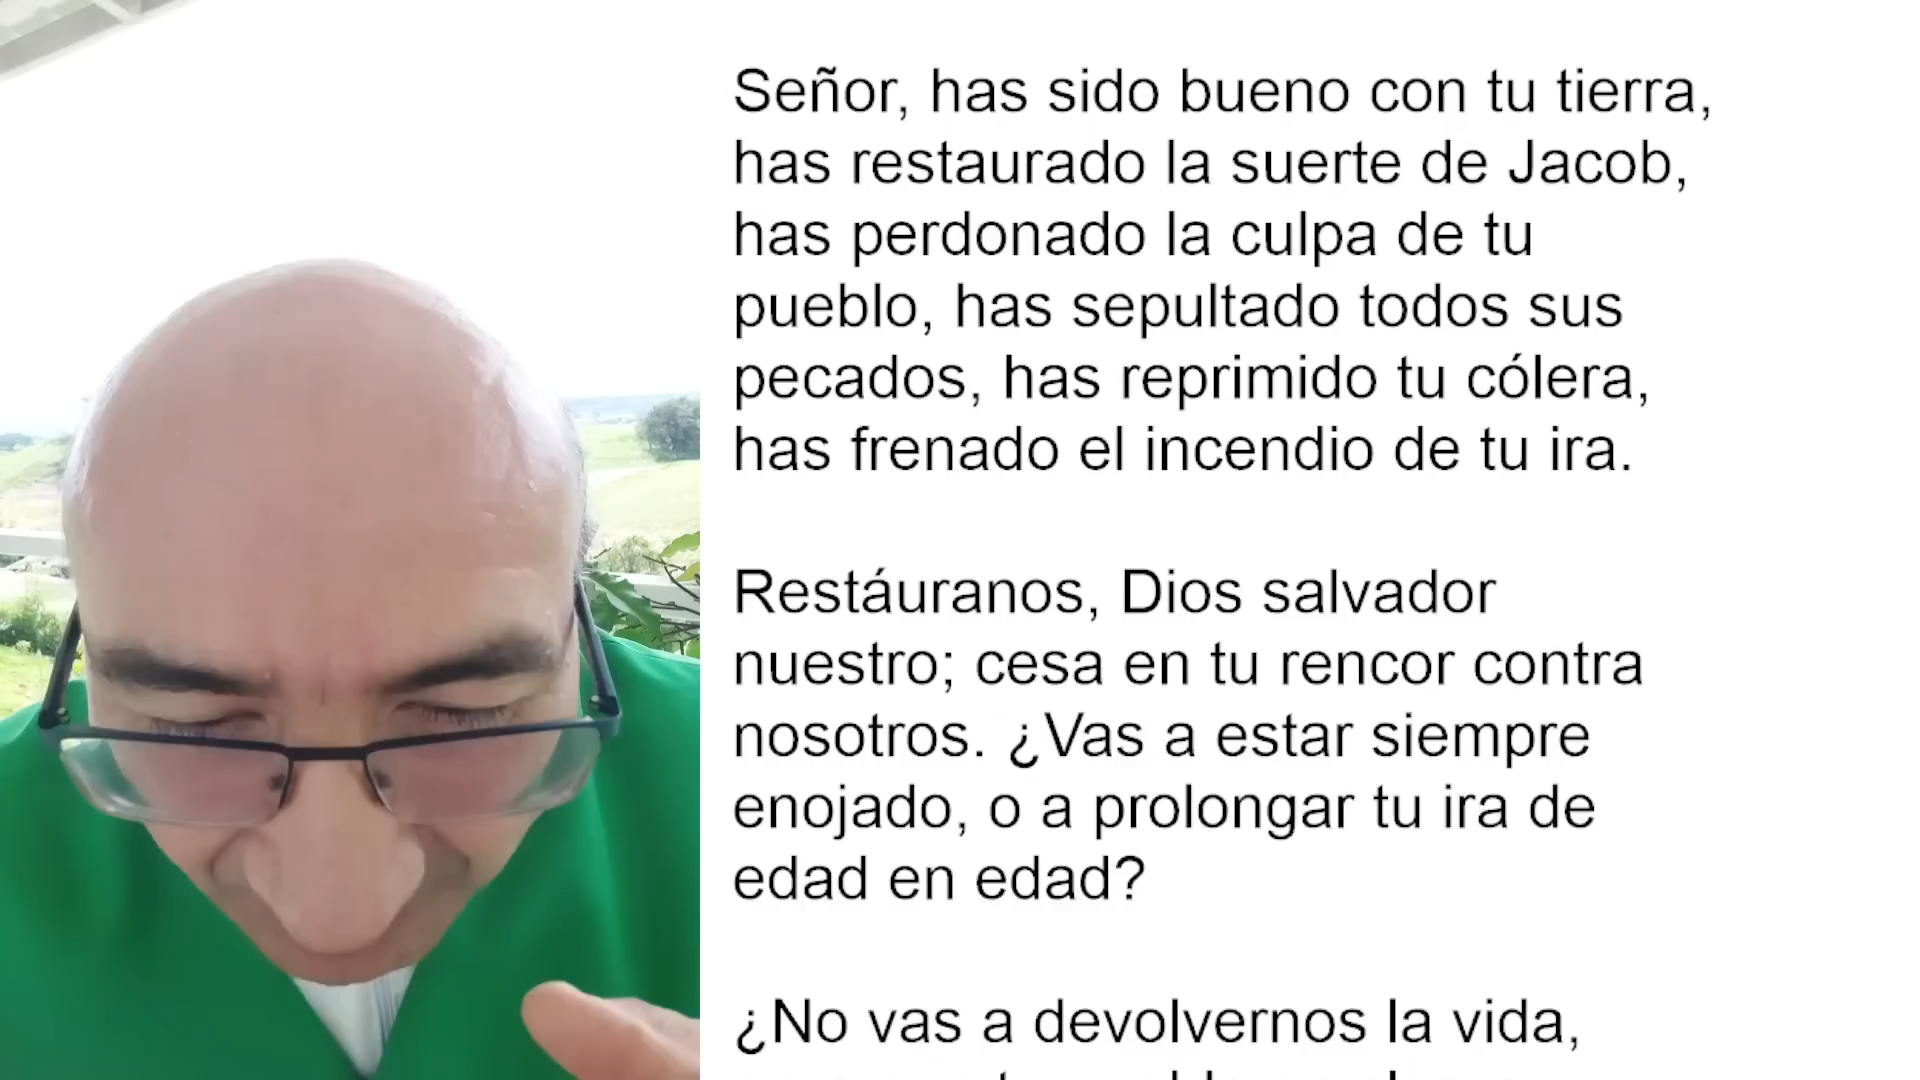 Señor, has sido bueno con tu tierra,
has restaurado la suerte de Jacob,
has perdonado la culpa de tu
pueblo, has sepultado todos sus
pecados, has reprimido tu cólera,
has frenado el incendio de tu ira.
Restáuranos, Dios salvador
nuestro; cesa en tu rencor contra
nosotros. ¿Vas a estar siempre
enojado, o a prolongar tu ira de
edad en edad?
¿No vas a devolvernos la vida,